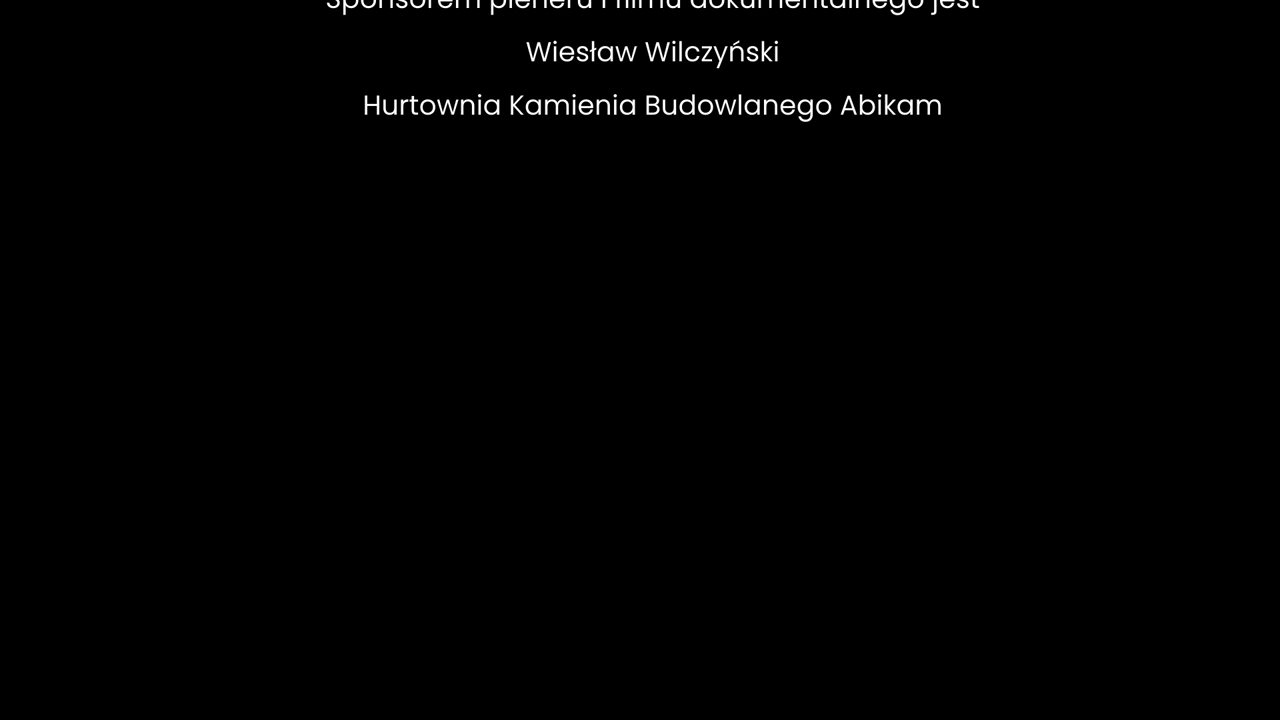 Sponsorem pleneru i filmu dokumentalnego jest
Wiesław Wilczyński
Hurtownia Kamienia Budowlanego Abikam